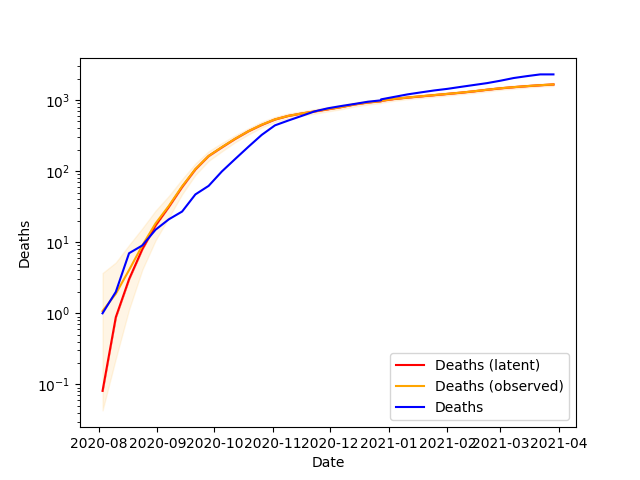 Deaths
10³
10²
10¹
10⁰
10⁻¹
2020-08
2020-09
2020-10
2020-11
2020-12
2021-01
2021-02
2021-03
2021-04
Date
Deaths (latent)
Deaths (observed)
Deaths